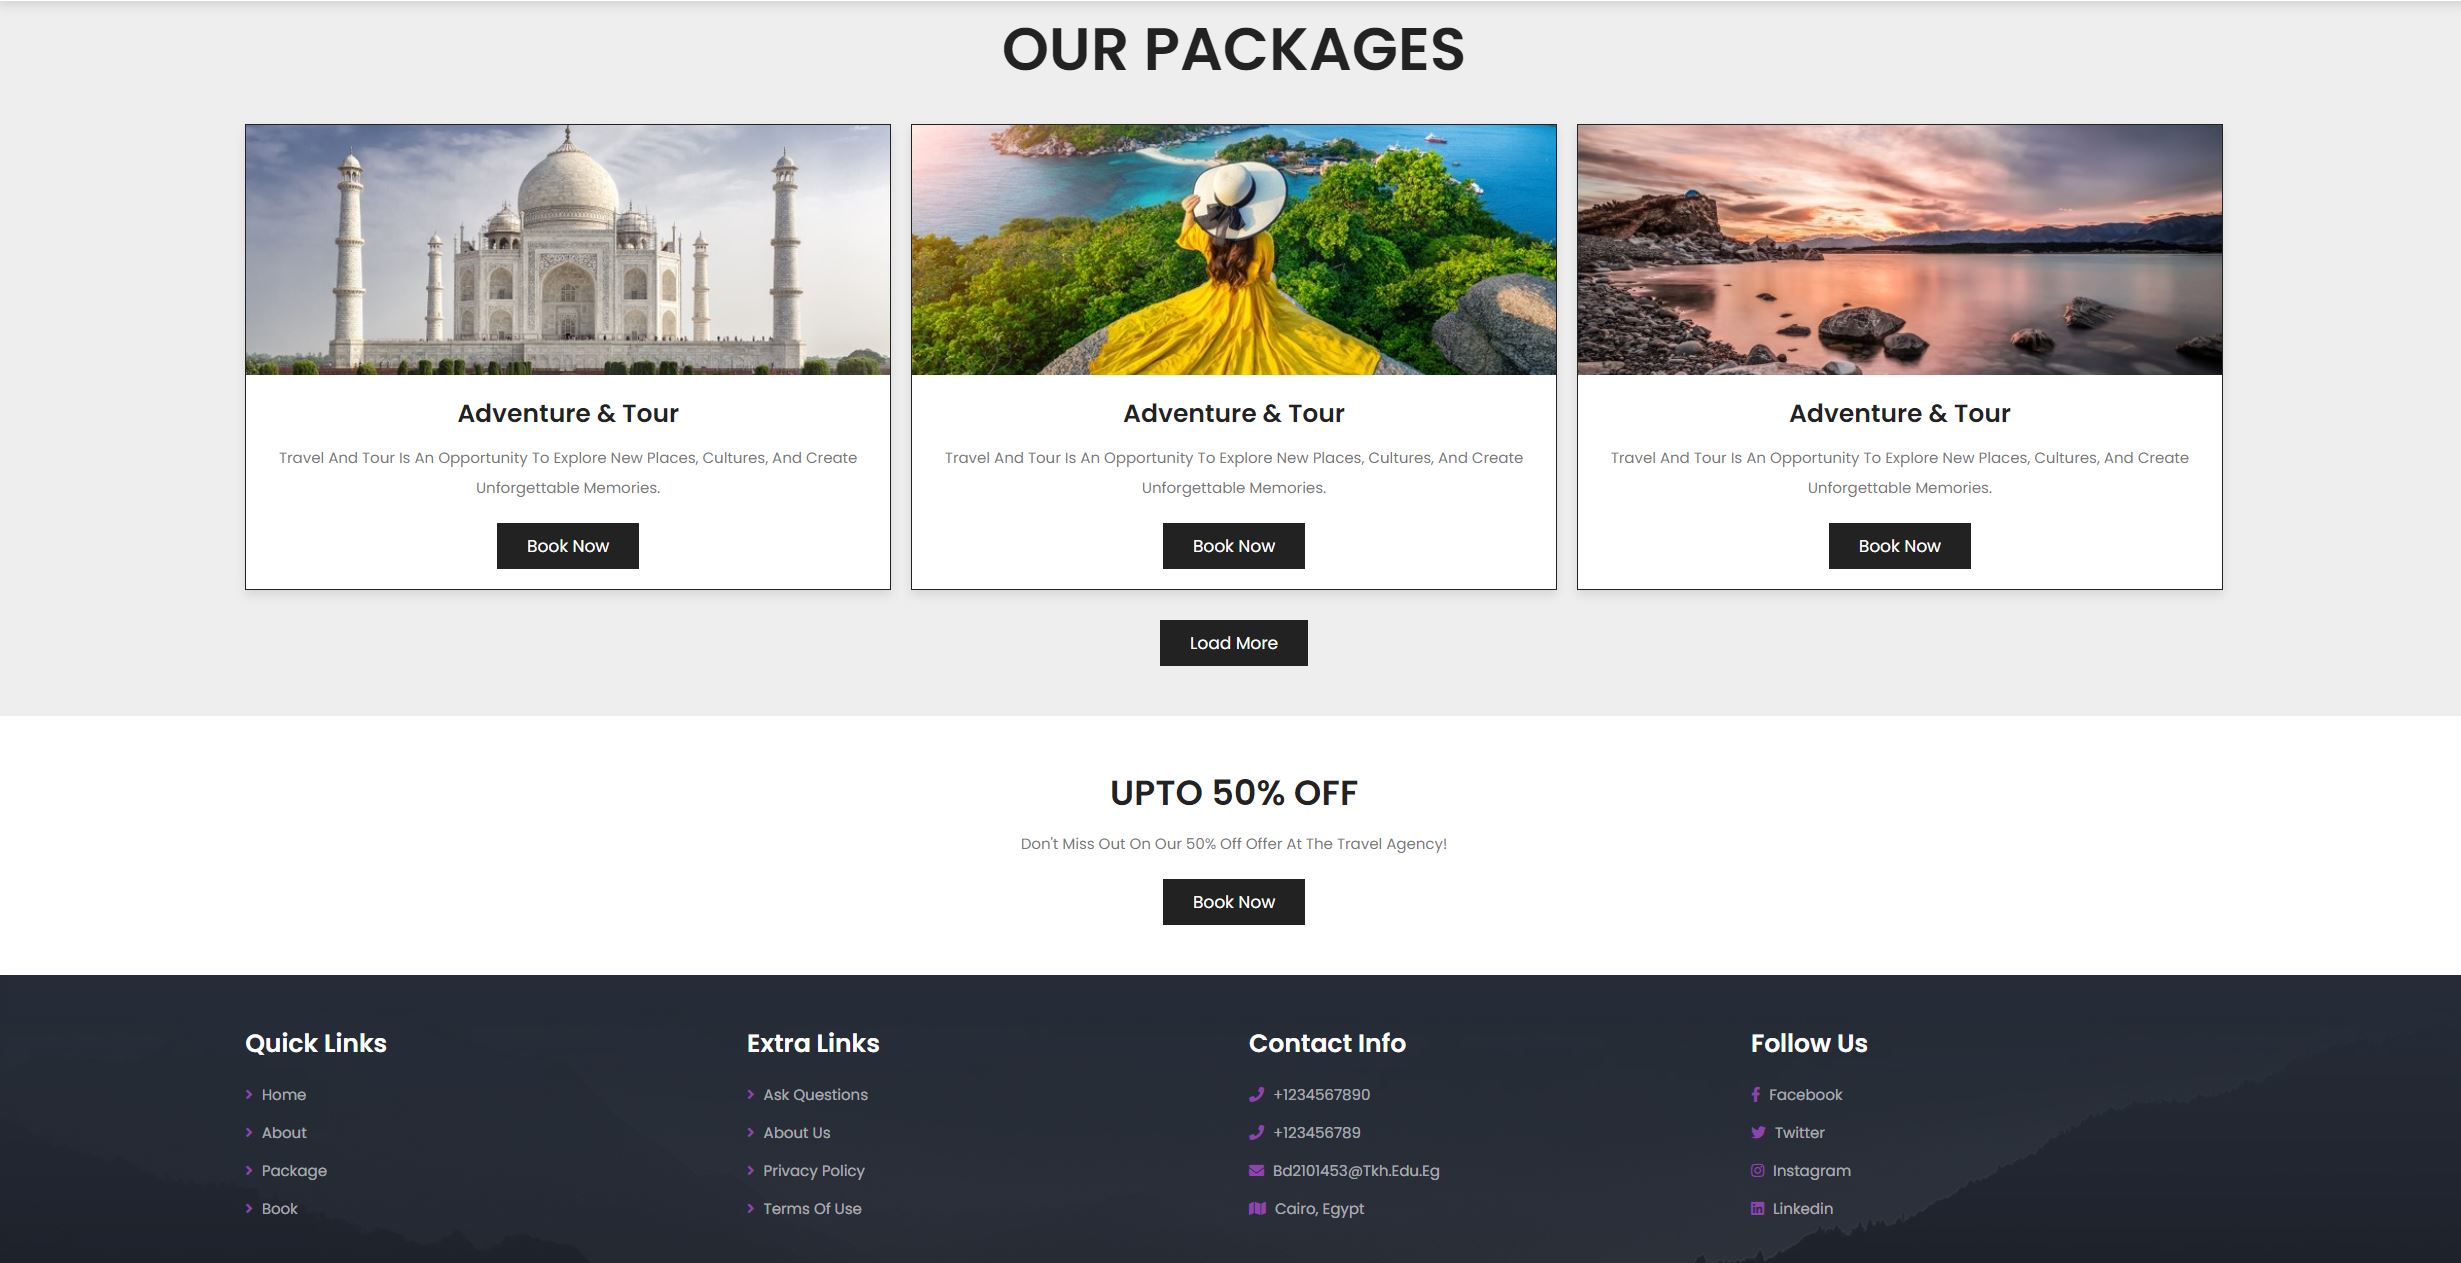 OUR PACKAGES
Adventure & Tour
Travel And Tour Is An Opportunity To Explore New Places, Cultures, And Create
Unforgettable Memories.
Book Now
Adventure & Tour
Travel And Tour Is An Opportunity To Explore New Places, Cultures, And Create
Unforgettable Memories.
Book Now
Adventure & Tour
Travel And Tour Is An Opportunity To Explore New Places, Cultures, And Create
Unforgettable Memories.
Book Now
Load More
UPTO 50% OFF
Don't Miss Out On Our 50% Off Offer At The Travel Agency!
Book Now
Quick Links
Home
About
Package
Book
Extra Links
Ask Questions
About Us
Privacy Policy
Terms Of Use
Contact Info
+1234567890
+123456789
Bd2101453@Tkh.Edu.Eg
Cairo, Egypt
Follow Us
Facebook
Twitter
Instagram
Linkedin